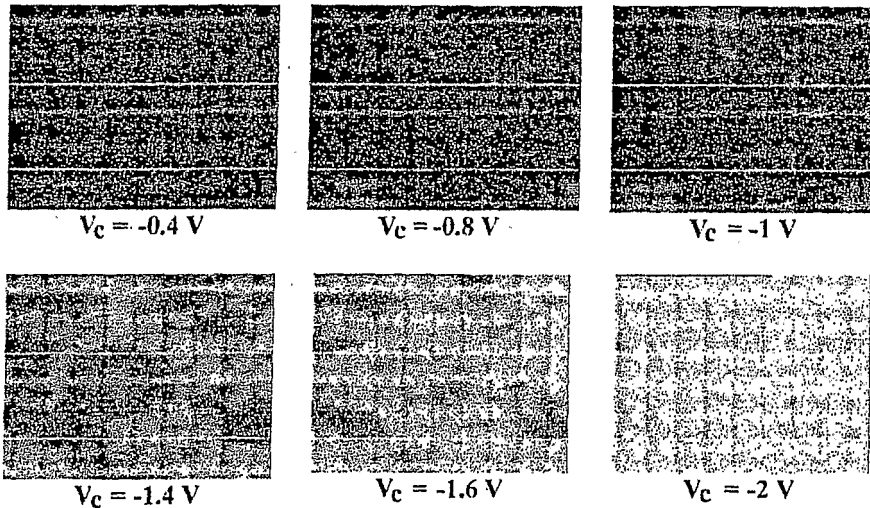 Vc = -0.4 V
Vc = -0.8 V
Vc = -1 V
Vc = -1.4 V
Vc = -1.6 V
Vc = -2 V